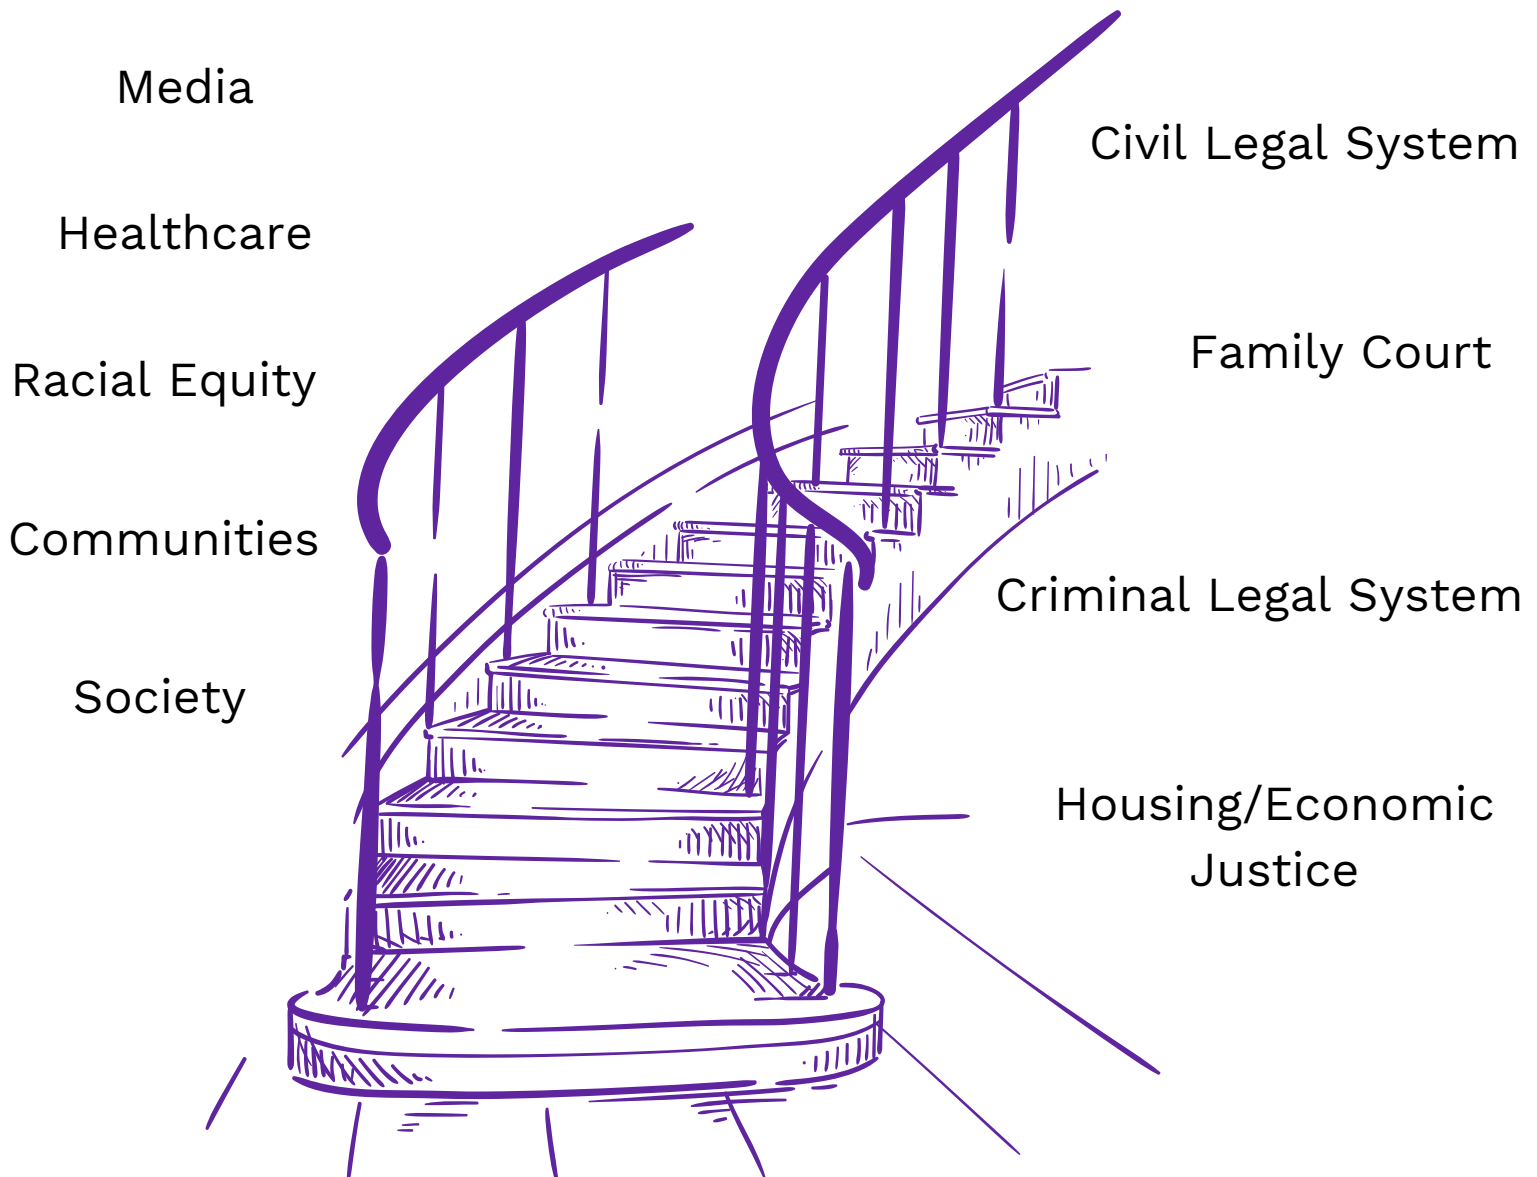 Media
Healthcare
Racial Equity
Communities
Society
Civil Legal System
Family Court
Criminal Legal System
Housing/Economic
Justice